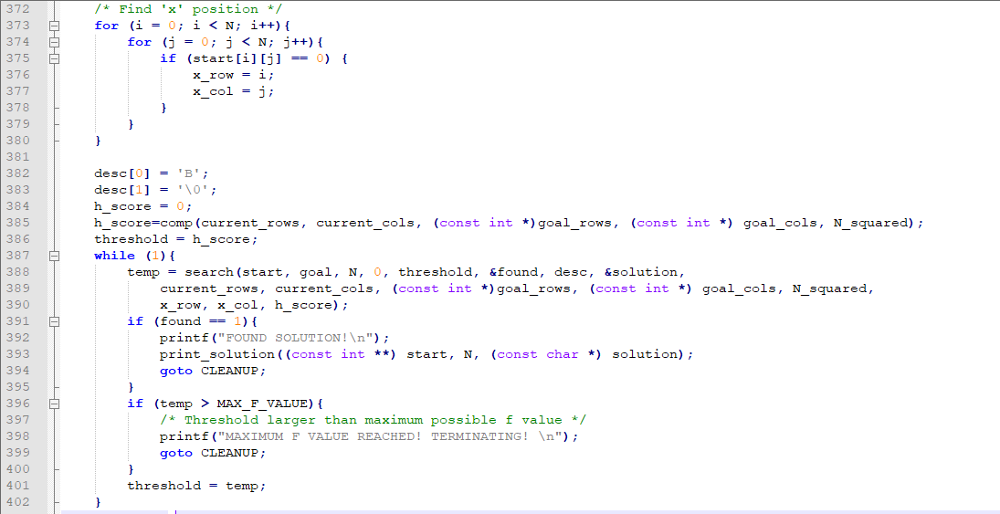 372     /* Find 'x' position */
373     for (i = 0; i < N; i++){
374         for (j = 0; j < N; j++){
375             if (start[i][j] == 0) {
376                 x_row = i;
377                 x_col = j;
378             }
379         }
380     }
381
382     desc[0] = 'B';
383     desc[1] = '\0';
384     h_score = 0;
385     h_score=comp(current_rows, current_cols, (const int *)goal_rows, (const int *) goal_cols, N_squared);
386     threshold = h_score;
387     while (1){
388         temp = search(start, goal, N, 0, threshold, &found, desc, &solution,
389             current_rows, current_cols, (const int *)goal_rows, (const int *) goal_cols, N_squared,
390             x_row, x_col, h_score);
391         if (found == 1){
392             printf("FOUND SOLUTION!\n");
393             print_solution((const int **) start, N, (const char *) solution);
394             goto CLEANUP;
395         }
396         if (temp > MAX_F_VALUE){
397             /* Threshold larger than maximum possible f value */
398             printf("MAXIMUM F VALUE REACHED! TERMINATING! \n");
399             goto CLEANUP;
400         }
401         threshold = temp;
402     }